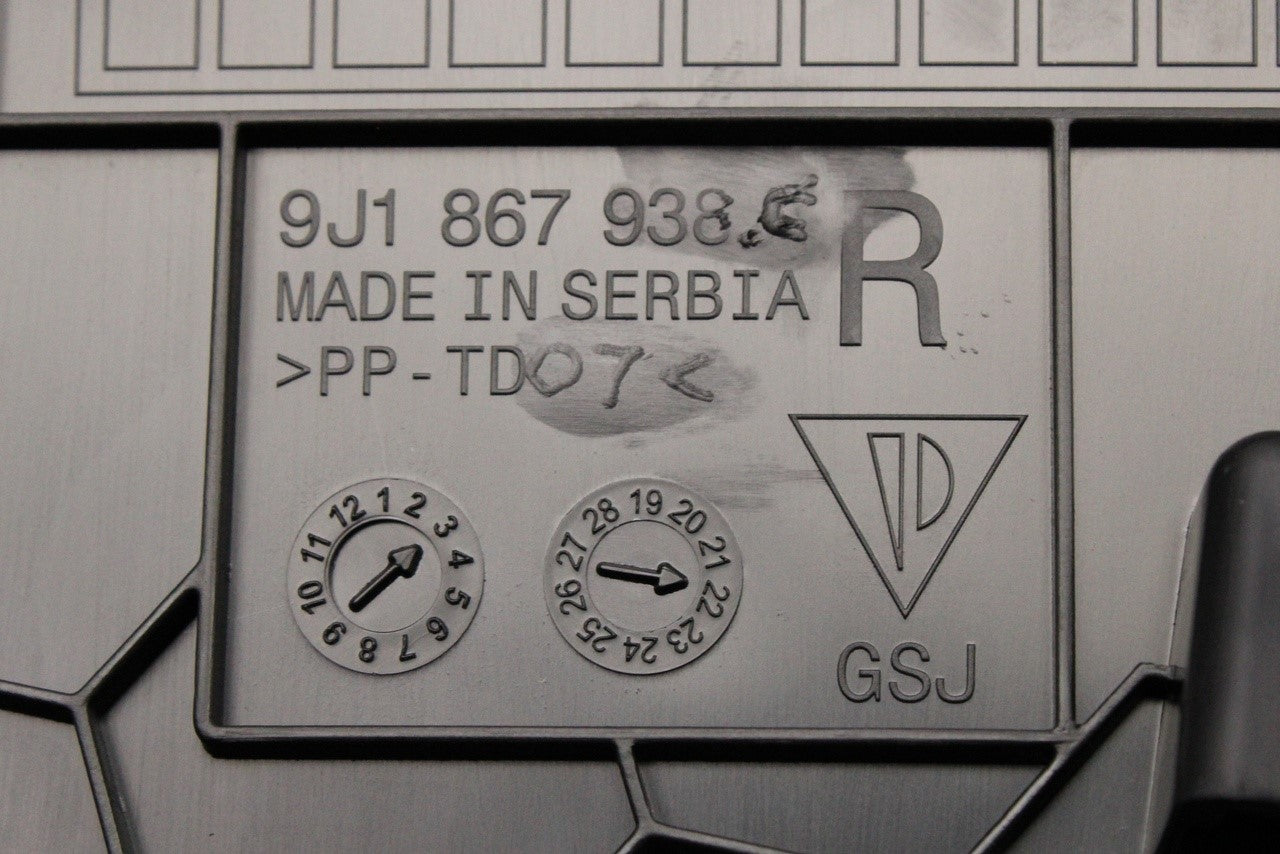 9J1 867 938.C
R
MADE IN SERBIA
>PP-TD07<
1 2 3 4 5 6 7 8 9 10 11 12
19 20 21 22 23 24 25 26 27 28
GSJ